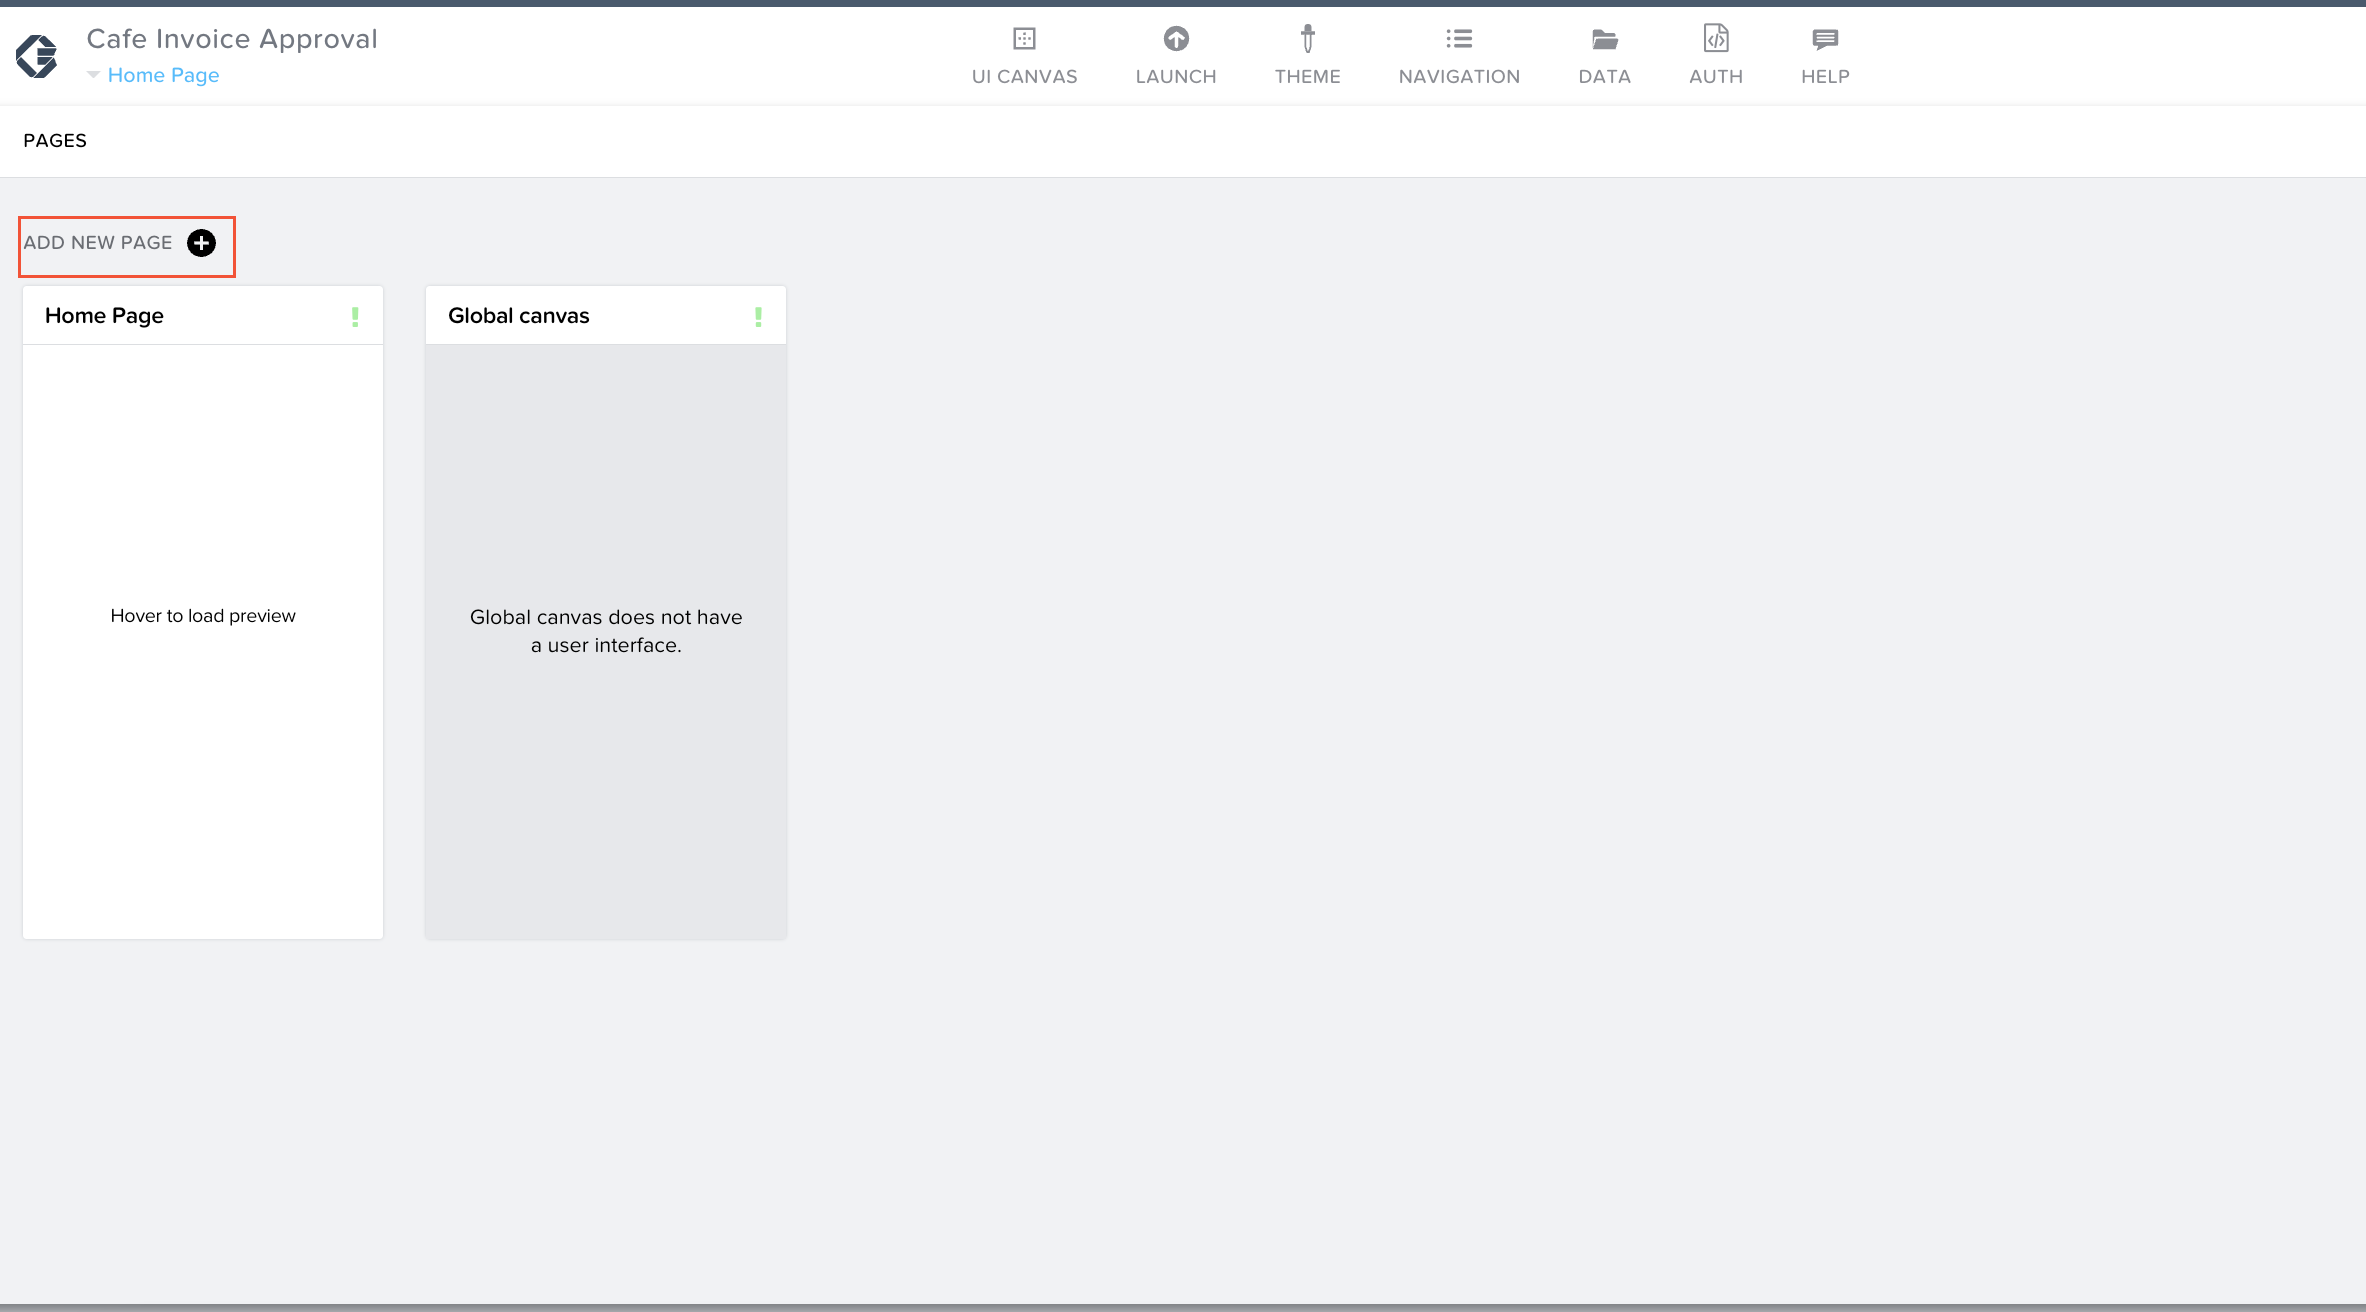 Cafe Invoice Approval
Home Page
UI CANVAS
LAUNCH
THEME
NAVIGATION
DATA
AUTH
HELP
PAGES
ADD NEW PAGE
Home Page
Global canvas
Hover to load preview
Global canvas does not have
a user interface.